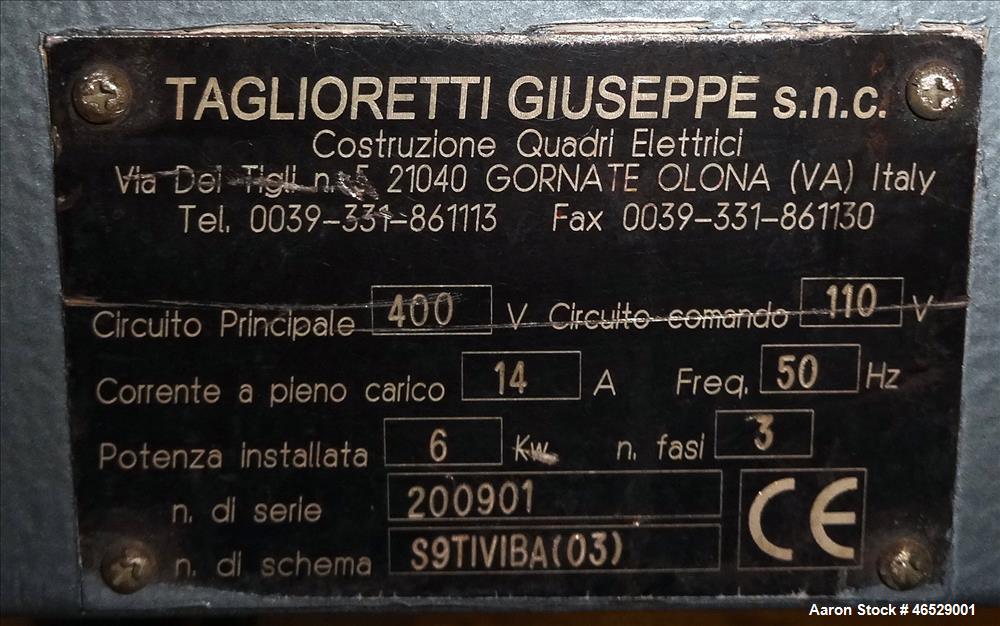 TAGLIORETTI GIUSEPPE s.n.c.
Costruzione Quadri Elettrici
Via Dei Tigli n. 5 21040 GORNATE OLONA (VA) Italy
Tel. 0039-331-861113 Fax 0039-331-861130
Circuito Principale 400 V Circuito comando 110 V
Corrente a pieno carico 14 A Freq. 50 Hz
Potenza installata 6 Kw n. fasi 3
n. di serie 200901
CE
n. di schema S9TIVIBA(03)
Aaron Stock # 46529001